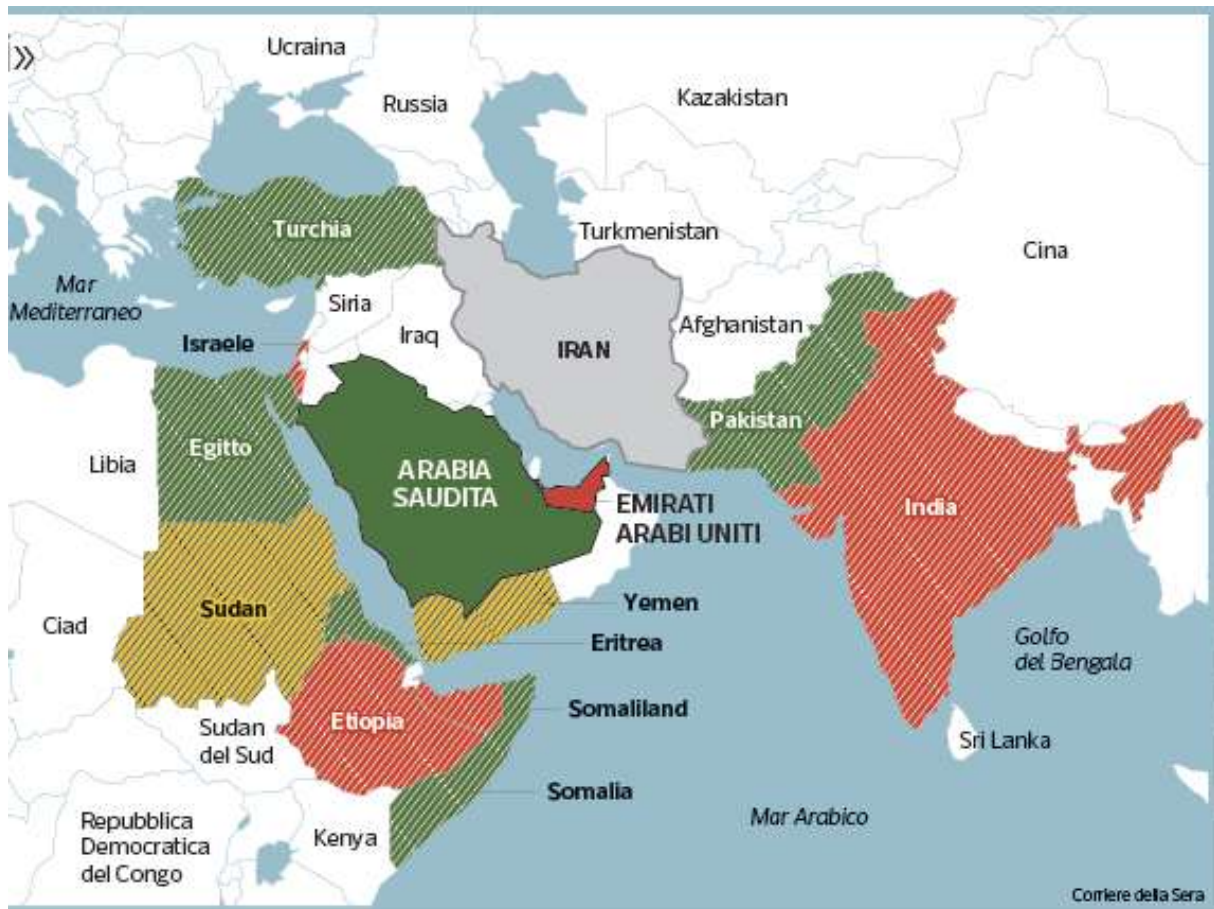 »
Ucraina
Russia
Kazakistan
Turchia
Turkmenistan
Cina
Mar
Mediterraneo
Siria
Israele
Iraq
IRAN
Afghanistan
Egitto
Libia
ARABIA
SAUDITA
Pakistan
EMIRATI
ARABI UNITI
India
Sudan
Yemen
Ciad
Eritrea
Golfo
del Bengala
Somaliland
Etiopia
Sudan
del Sud
Sri Lanka
Somalia
Repubblica
Democratica
del Congo
Kenya
Mar Arabico
Corriere della Sera